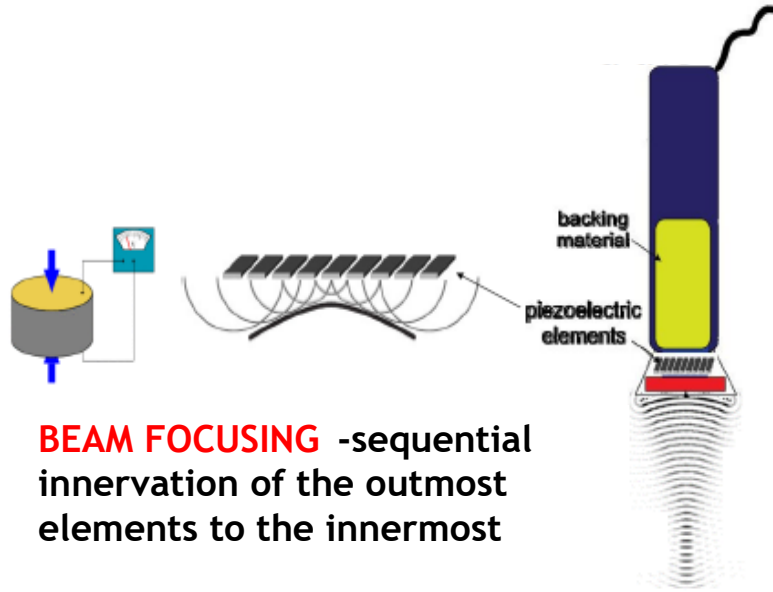 backing
material
piezoelectric
elements
BEAM FOCUSING -sequential
innervation of the outmost
elements to the innermost